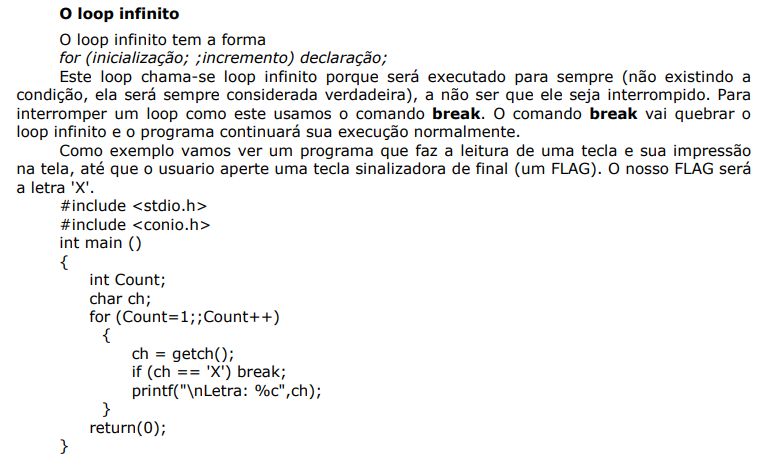 O loop infinito
O loop infinito tem a forma
for (inicialização; ;incremento) declaração;
Este loop chama-se loop infinito porque será executado para sempre (não existindo a
condição, ela será sempre considerada verdadeira), a não ser que ele seja interrompido. Para
interromper um loop como este usamos o comando break. O comando break vai quebrar o
loop infinito e o programa continuará sua execução normalmente.
Como exemplo vamos ver um programa que faz a leitura de uma tecla e sua impressão
na tela, até que o usuario aperte uma tecla sinalizadora de final (um FLAG). O nosso FLAG será
a letra 'X'.
#include <stdio.h>
#include <conio.h>
int main ()
{
int Count;
char ch;
for (Count=1;;Count++)
{
ch = getch();
if (ch == 'X') break;
printf("\nLetra: %c",ch);
}
return(0);
}